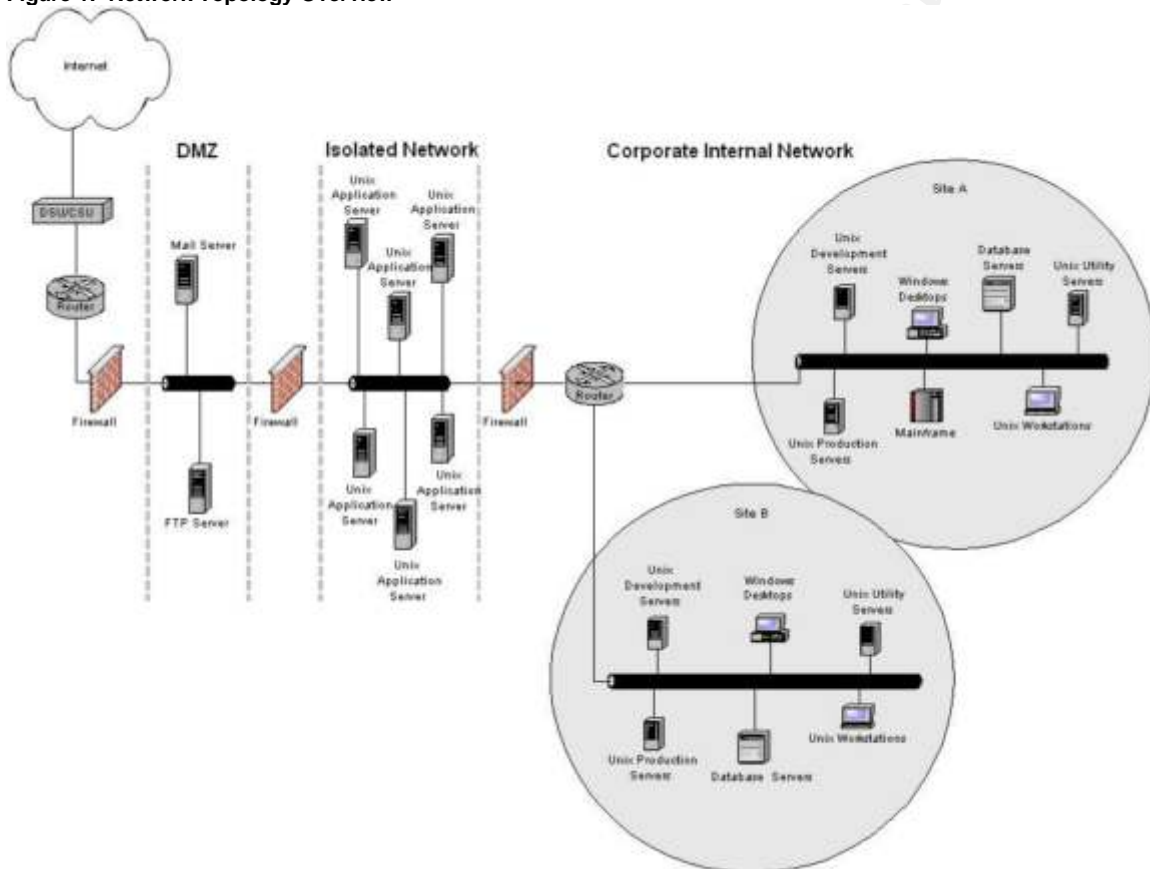 Figure 1: Network Topology Overview
Internet
DMZ
Isolated Network
Corporate Internal Network
DSU/CSU
Router
Firewall
Mail Server
FTP Server
Firewall
Unix
Application
Server
Unix
Application
Server
Unix
Application
Server
Unix
Application
Server
Unix
Application
Server
Unix
Application
Server
Firewall
Router
Site A
Unix
Development
Servers
Windows
Desktops
Database
Servers
Unix Utility
Servers
Unix Production
Servers
Mainframe
Unix Workstations
Site B
Unix
Development
Servers
Windows
Desktops
Unix Utility
Servers
Unix Production
Servers
Database Servers
Unix Workstations